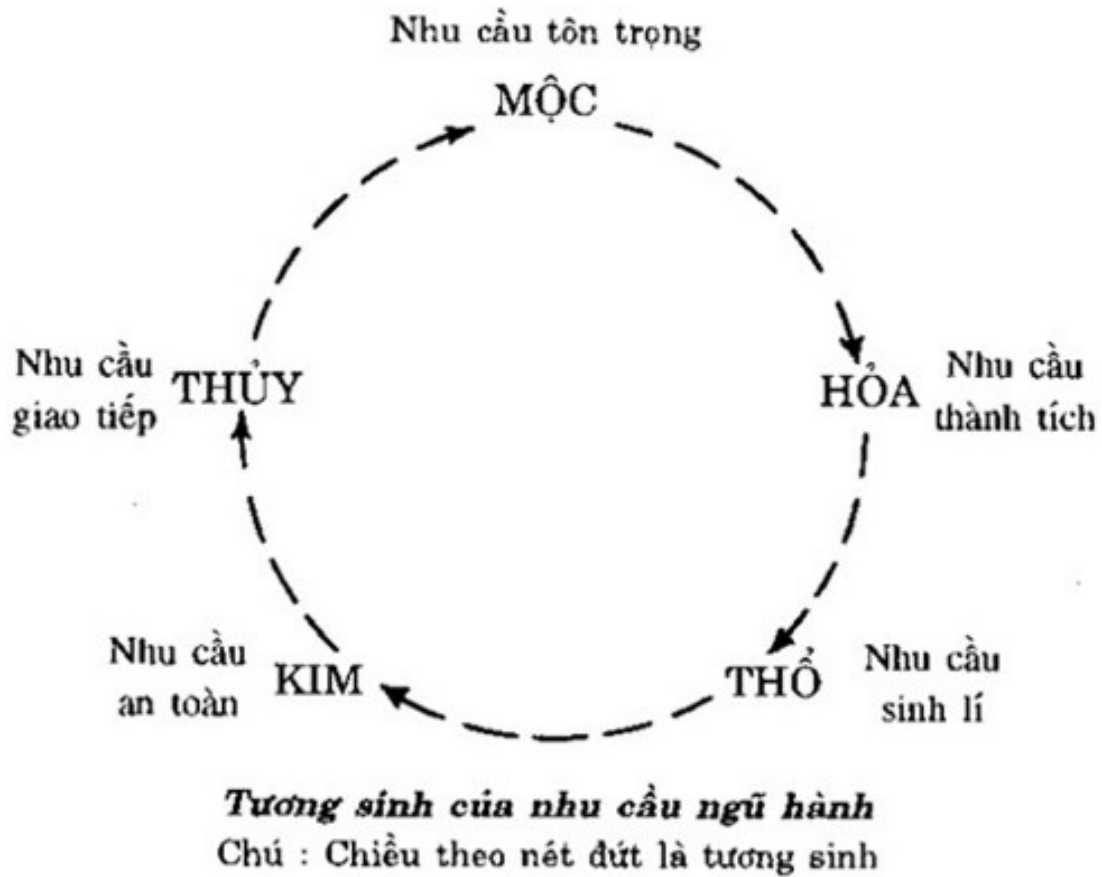 Nhu cầu tôn trọng
MỘC
Nhu cầu
giao tiếp
THỦY
HỎA
Nhu cầu
thành tích
Nhu cầu
an toàn
KIM
THỔ
Nhu cầu
sinh lí
Tương sinh của nhu cầu ngũ hành
Chú : Chiều theo nét đứt là tương sinh